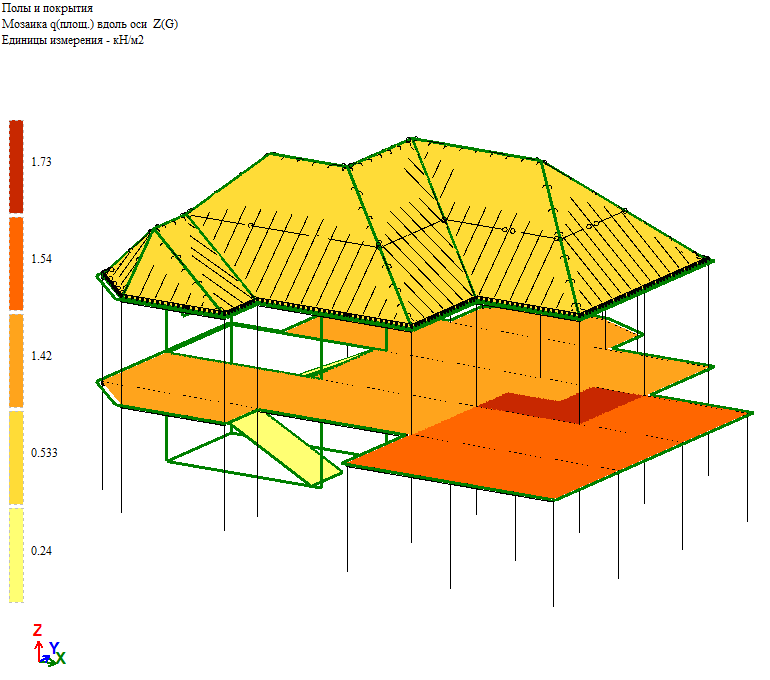 Полы и покрытия
Мозаика q(площ.) вдоль оси  Z(G)
Единицы измерения - кН/м2
1.73
1.54
1.42
0.533
0.24
Z
Y
X